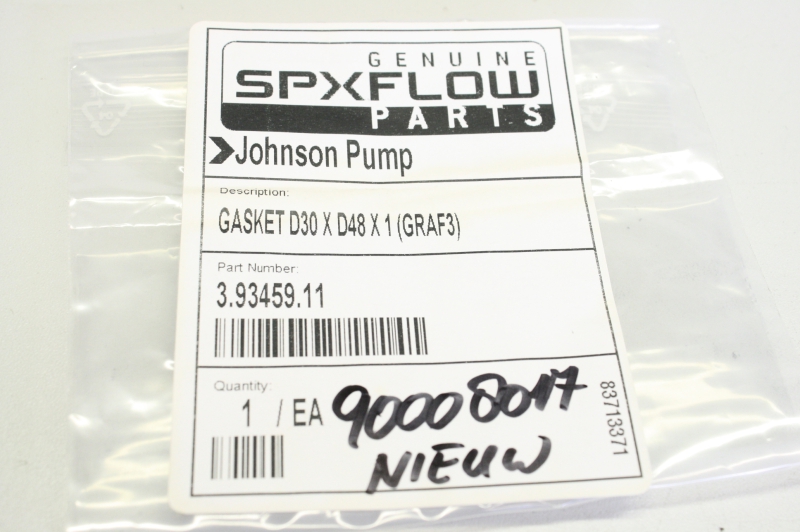 GENUINE
SPXFLOW
PARTS
Johnson Pump
Description:
GASKET D30 X D48 X 1 (GRAF3)
Part Number:
3.93459.11
Quantity:
1 / EA
90008017
NIEUW
83713371